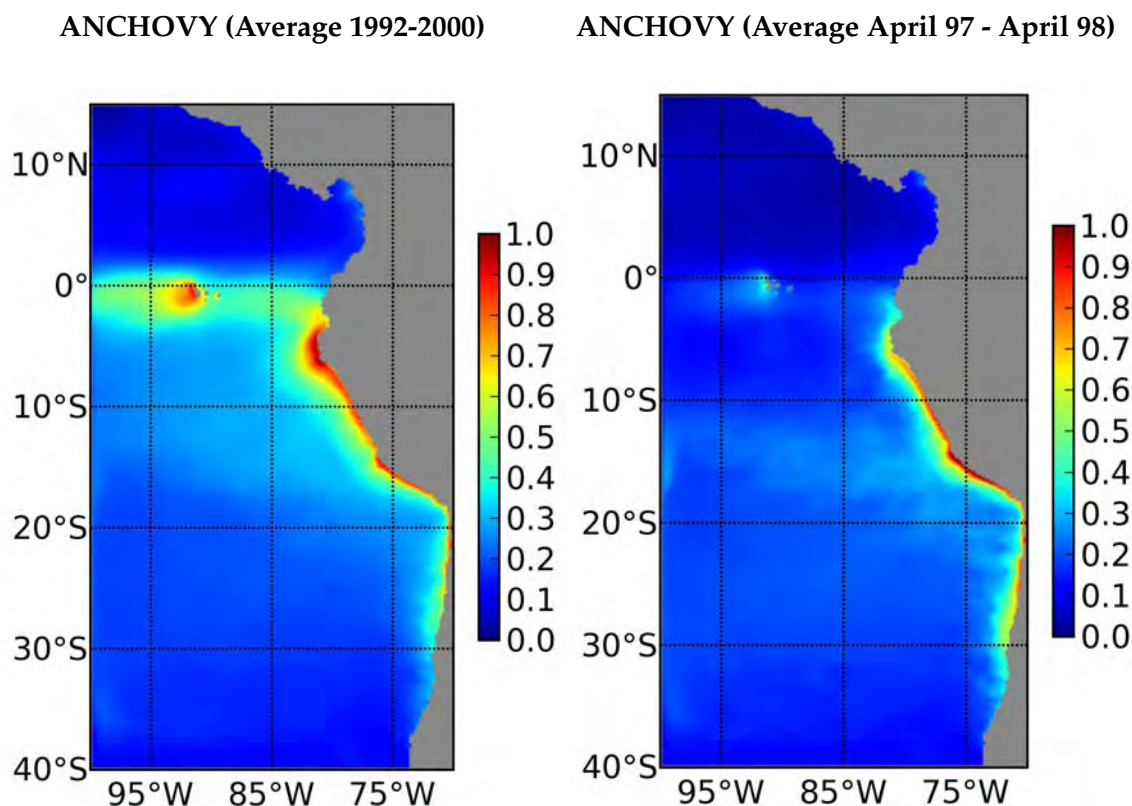 ANCHOVY (Average 1992-2000)
ANCHOVY (Average April 97 - April 98)
10°N
0°
10°S
20°S
30°S
40°S
95°W 85°W 75°W
1.0
0.9
0.8
0.7
0.6
0.5
0.4
0.3
0.2
0.1
0.0
10°N
0°
10°S
20°S
30°S
40°S
95°W 85°W 75°W
1.0
0.9
0.8
0.7
0.6
0.5
0.4
0.3
0.2
0.1
0.0